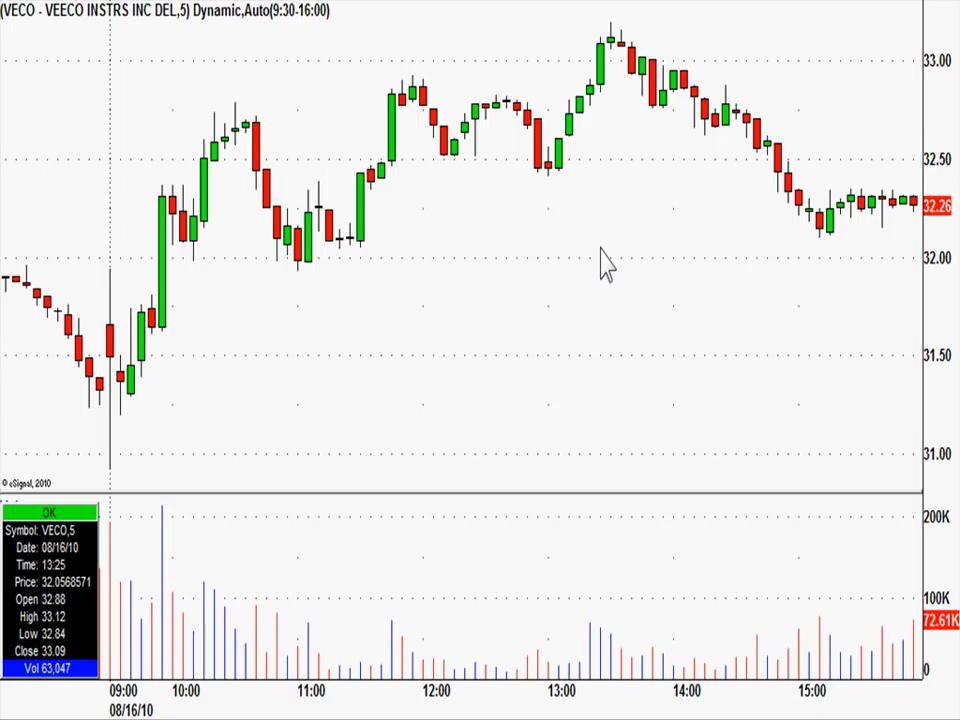 (VECO - VEECO INSTRS INC DEL,5) Dynamic,Auto(9:30-16:00)
33.00
32.50
32.26
32.00
31.50
31.00
© eSignal, 2010
OK
Symbol: VECO,5
Date: 08/16/10
Time: 13:25
Price: 32.0568571
Open 32.88
High 33.12
Low 32.84
Close 33.09
Vol 63,047
200K
100K
72.61K
0
09:00 10:00 11:00 12:00 13:00 14:00 15:00
08/16/10